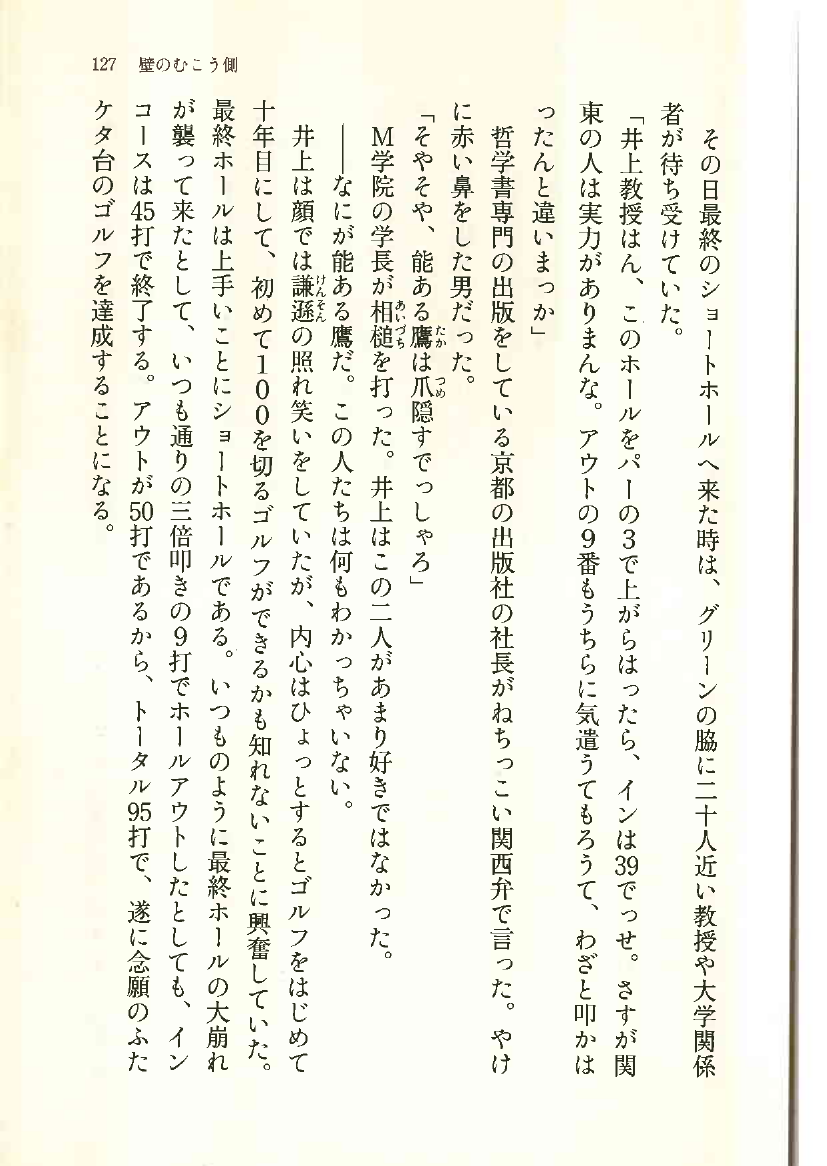 127 壁のむこう側
その日最終のショートホールへ来た時は、グリーンの脇に二十人近い教授や大学関係
者が待ち受けていた。
「井上教授はん、このホールをパーの3で上がらはったら、インは39でっせ。さすが関
東の人は実力がありまんな。アウトの9番もうちらに気遣うてもろうて、わざと叩かは
ったんと違いまっか」
哲学書専門の出版をしている京都の出版社の社長がねちっこい関西弁で言った。やけ
に赤い鼻をした男だった。
「そやそや、能ある鷹は爪隠すでっしゃろ」
M学院の学長が相槌を打った。井上はこの二人があまり好きではなかった。
――なにが能ある鷹だ。この人たちは何もわかっちゃいない。
井上は顔では謙遜の照れ笑いをしていたが、内心はひょっとするとゴルフをはじめて
十年目にして、初めて100を切るゴルフができるかも知れないことに興奮していた。
最終ホールは上手いことにショートホールである。いつものように最終ホールの大崩れ
が襲って来たとして、いつも通りの三倍叩きの9打でホールアウトしたとしても、イン
コースは45打で終了する。アウトが50打であるから、トータル95打で、遂に念願のふた
ケタ台のゴルフを達成することになる。